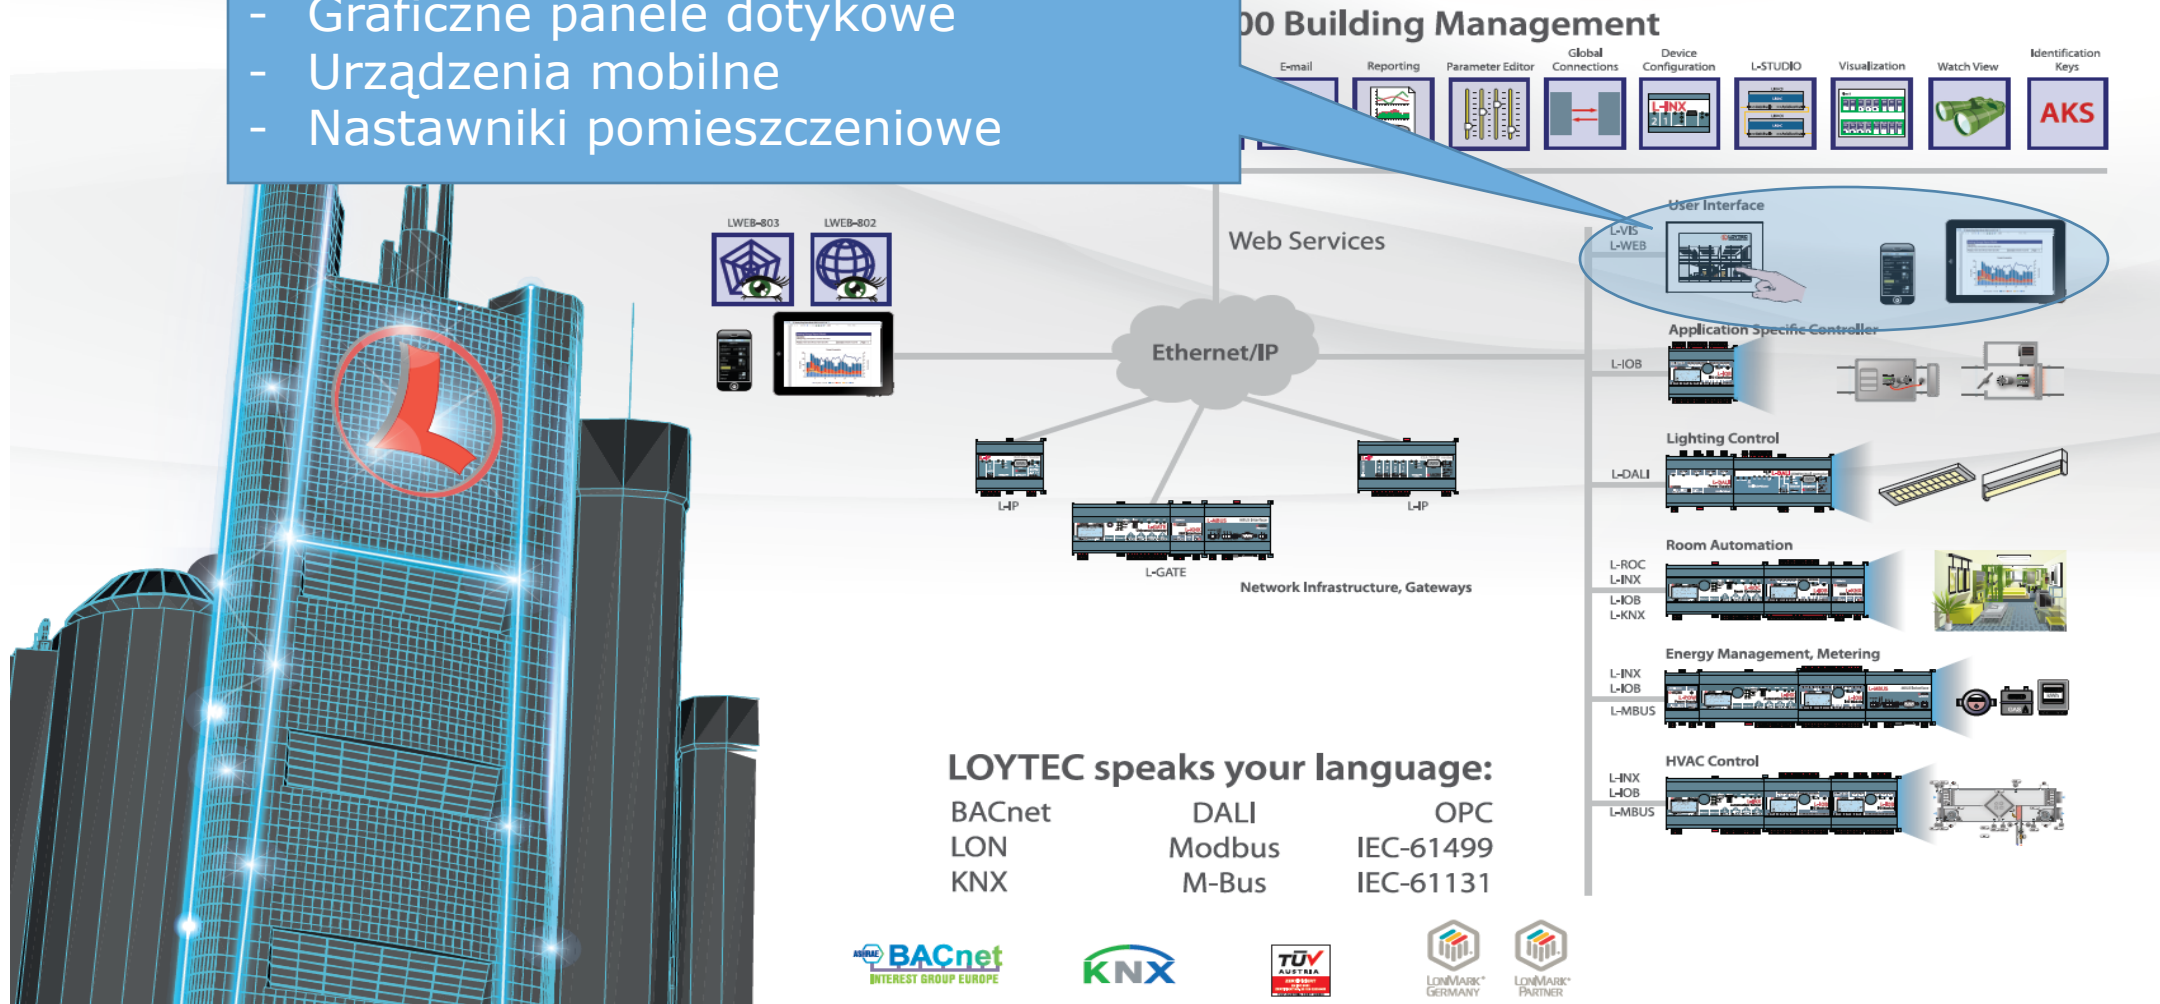 - Graficzne panele dotykowe
- Urządzenia mobilne
- Nastawniki pomieszczeniowe
00 Building Management
E-mail
Reporting
Parameter Editor
Global Connections
Device Configuration
L-STUDIO
Visualization
Watch View
Identification Keys
L-INX
AKS
LWEB-803
LWEB-802
Web Services
Ethernet/IP
L-IP
L-IP
L-GATE
Network Infrastructure, Gateways
User Interface
L-VIS
L-WEB
LOYTEC
Application Specific Controller
L-IOB
Lighting Control
L-DALI
Room Automation
L-ROC
L-INX
L-IOB
L-KNX
Energy Management, Metering
L-INX
L-IOB
L-MBUS
HVAC Control
L-INX
L-IOB
L-MBUS
LOYTEC speaks your language:
BACnet DALI OPC
LON Modbus IEC-61499
KNX M-Bus IEC-61131
ASHRAE BACnet
INTEREST GROUP EUROPE
KNX
TÜV
AUSTRIA
LONMARK®
GERMANY
LONMARK®
PARTNER